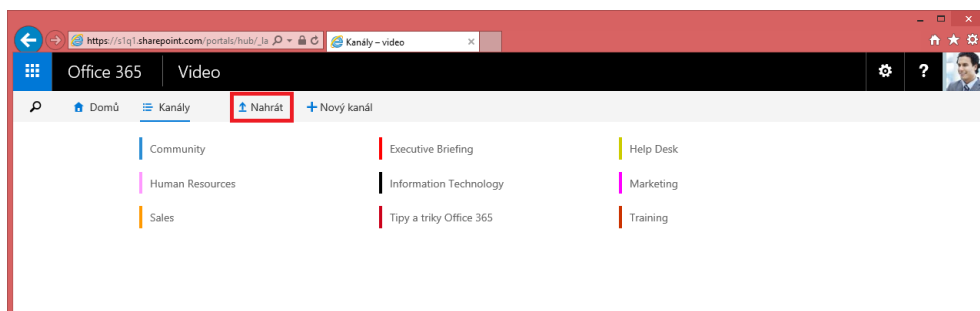 https://s1q1.sharepoint.com/portals/hub/_la
Kanály – video
Office 365 Video
?
Domů Kanály Nahrát Nový kanál
Community Executive Briefing Help Desk
Human Resources Information Technology Marketing
Sales Tipy a triky Office 365 Training